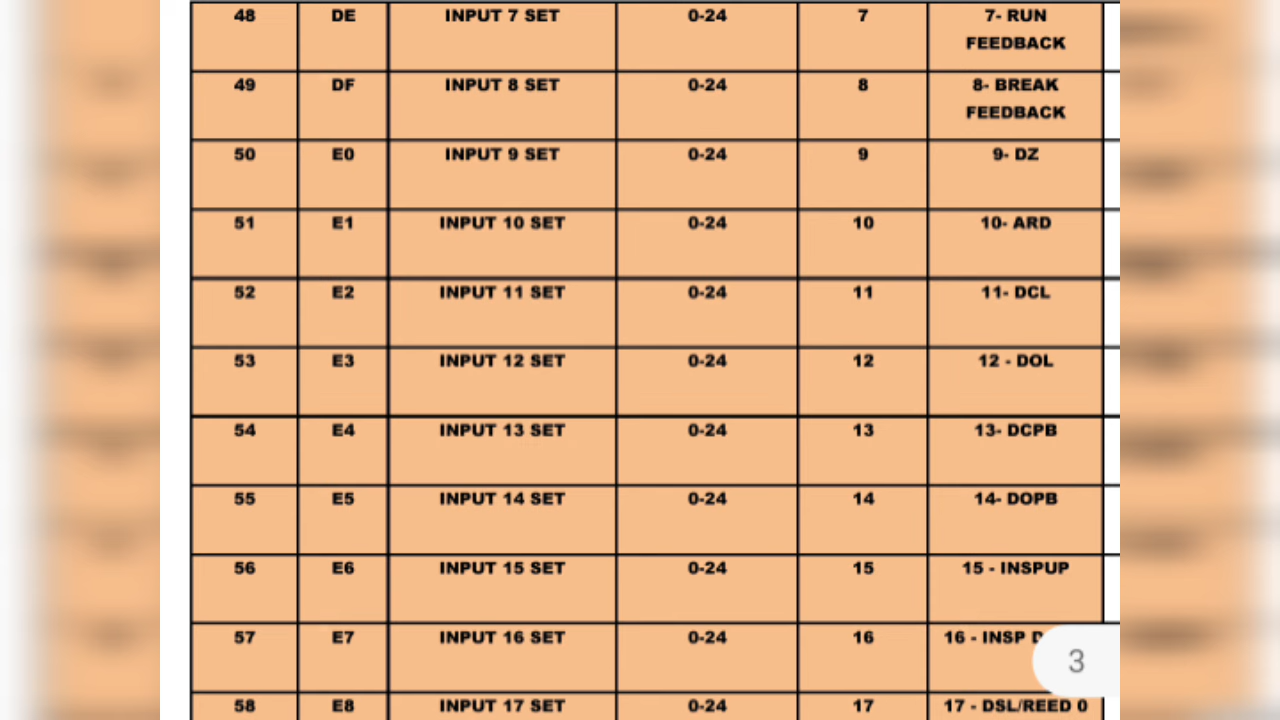 48 DE INPUT 7 SET 0-24 7 7- RUN
FEEDBACK
49 DF INPUT 8 SET 0-24 8 8- BREAK
FEEDBACK
50 E0 INPUT 9 SET 0-24 9 9- DZ
51 E1 INPUT 10 SET 0-24 10 10- ARD
52 E2 INPUT 11 SET 0-24 11 11- DCL
53 E3 INPUT 12 SET 0-24 12 12 - DOL
54 E4 INPUT 13 SET 0-24 13 13- DCPB
55 E5 INPUT 14 SET 0-24 14 14- DOPB
56 E6 INPUT 15 SET 0-24 15 15 - INSPUP
57 E7 INPUT 16 SET 0-24 16 16 - INSP
3
58 E8 INPUT 17 SET 0-24 17 17 - DSL/REED 0